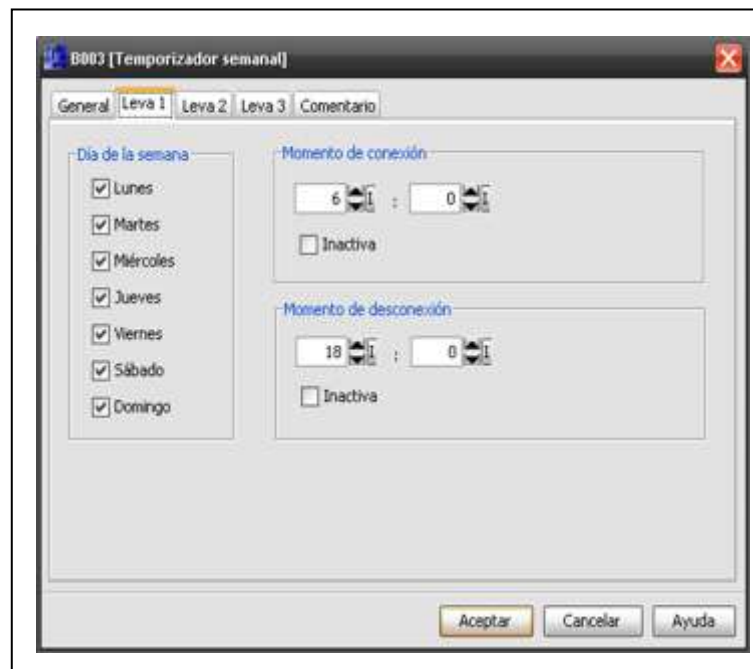 B003 [Temporizador semanal]
General Leva 1 Leva 2 Leva 3 Comentario
Día de la semana
Lunes
Martes
Miércoles
Jueves
Viernes
Sábado
Domingo
Momento de conexión
6 : 0
Inactiva
Momento de desconexión
18 : 0
Inactiva
Aceptar Cancelar Ayuda